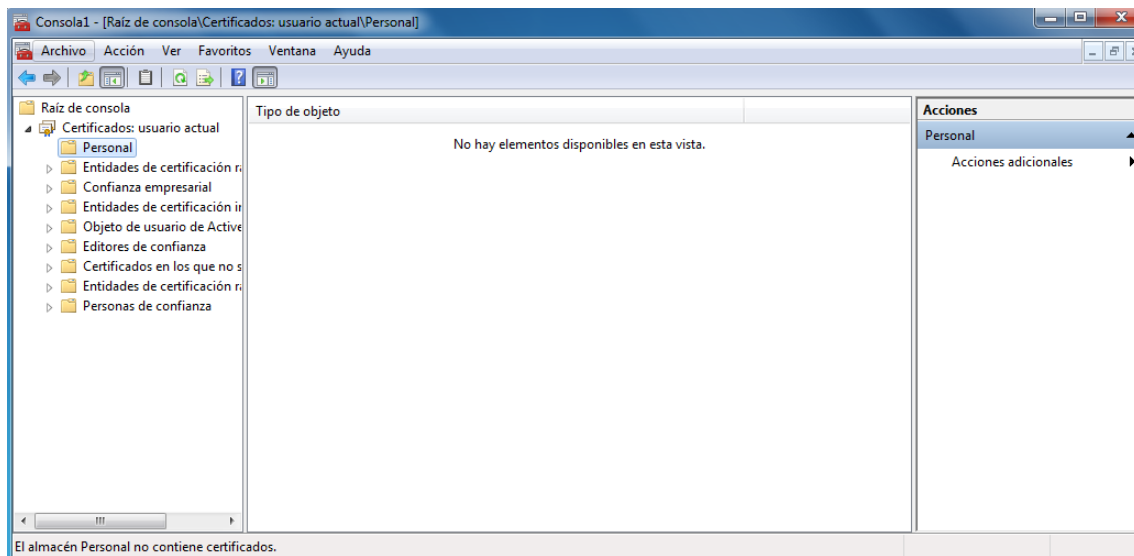 Consola1 - [Raíz de consola\Certificados: usuario actual\Personal]
Archivo Acción Ver Favoritos Ventana Ayuda
Raíz de consola
Certificados: usuario actual
Personal
Entidades de certificación
Confianza empresarial
Entidades de certificación
Objeto de usuario de Active
Editores de confianza
Certificados en los que no s
Entidades de certificación
Personas de confianza
Tipo de objeto
No hay elementos disponibles en esta vista.
Acciones
Personal
Acciones adicionales
El almacén Personal no contiene certificados.